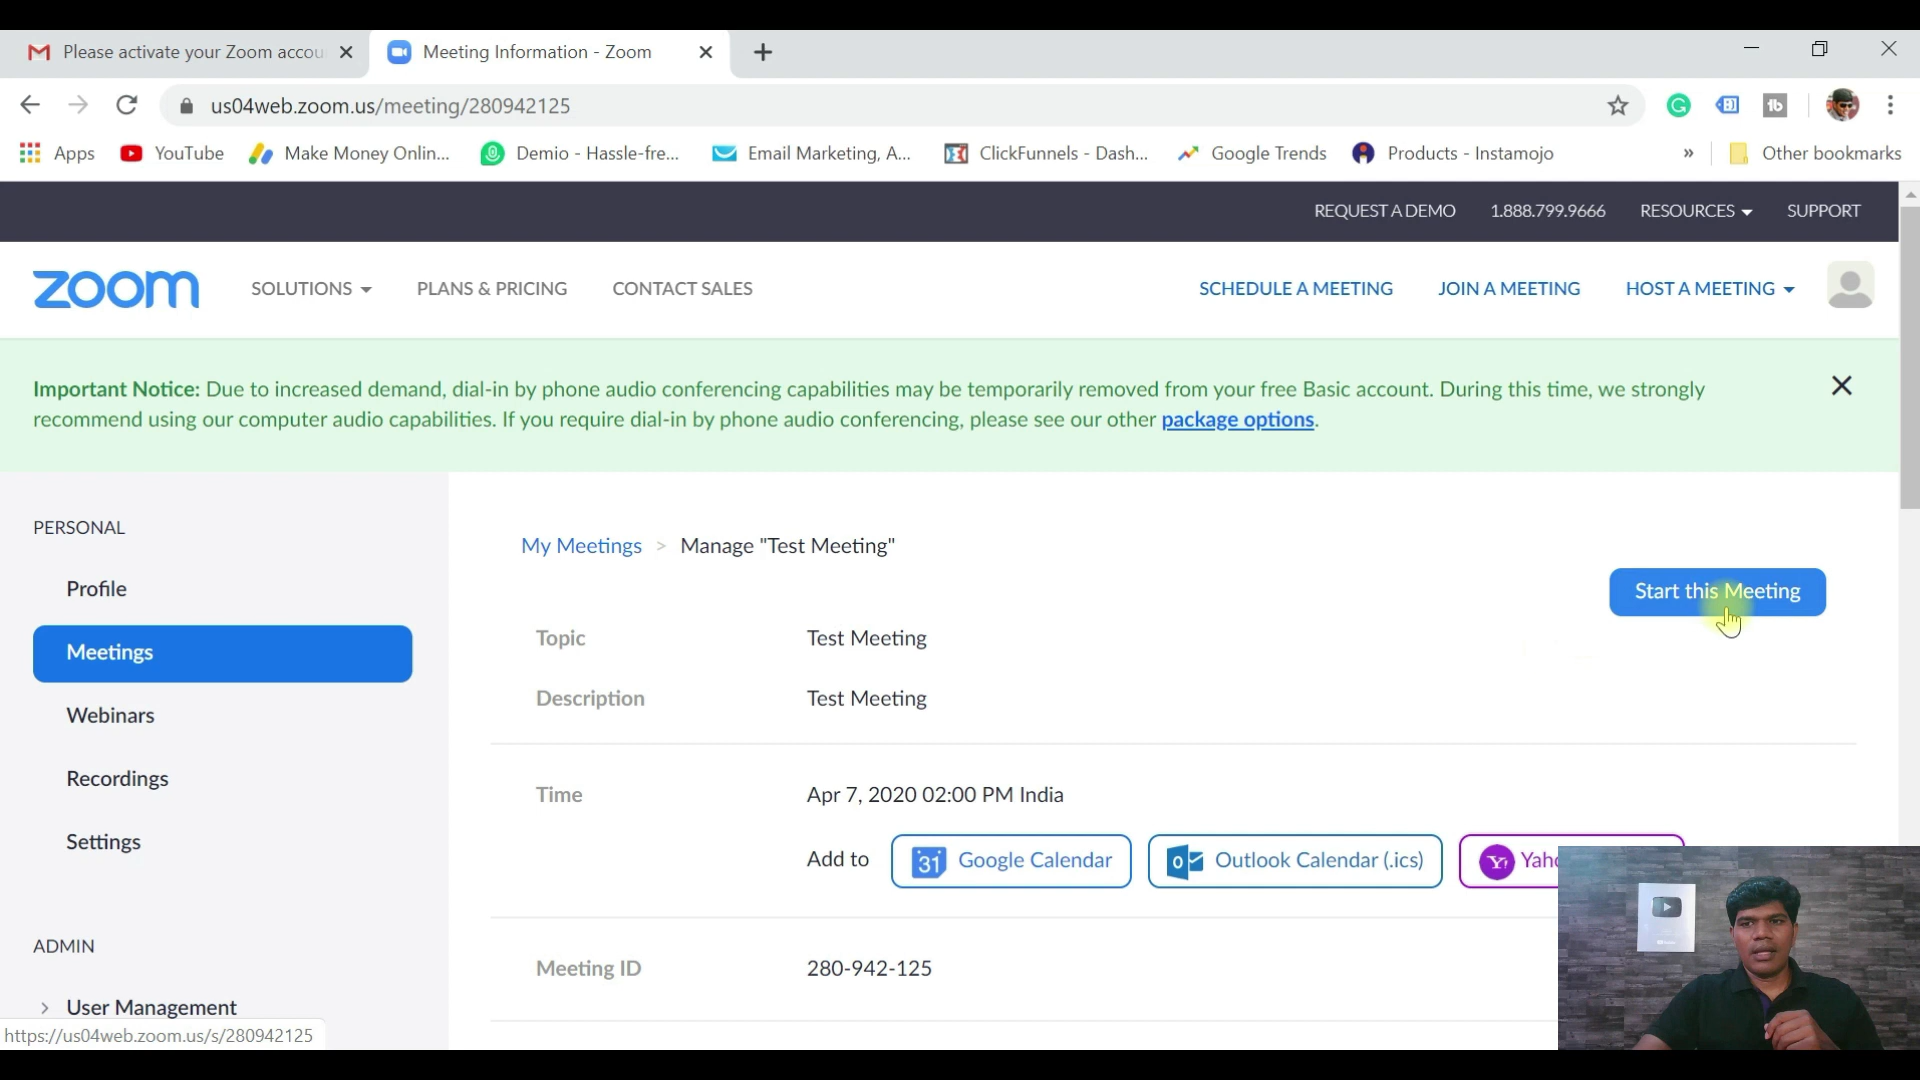 Please activate your Zoom accou
Meeting Information - Zoom
us04web.zoom.us/meeting/280942125
Apps
YouTube
Make Money Onlin...
Demio - Hassle-fre...
Email Marketing, A...
ClickFunnels - Dash...
Google Trends
Products - Instamojo
»
Other bookmarks
REQUEST A DEMO
1.888.799.9666
RESOURCES
SUPPORT
zoom
SOLUTIONS
PLANS & PRICING
CONTACT SALES
SCHEDULE A MEETING
JOIN A MEETING
HOST A MEETING
Important Notice: Due to increased demand, dial-in by phone audio conferencing capabilities may be temporarily removed from your free Basic account. During this time, we strongly
recommend using our computer audio capabilities. If you require dial-in by phone audio conferencing, please see our other package options.
PERSONAL
Profile
Meetings
Webinars
Recordings
Settings
ADMIN
User Management
https://us04web.zoom.us/s/280942125
My Meetings > Manage "Test Meeting"
Start this Meeting
Topic
Test Meeting
Description
Test Meeting
Time
Apr 7, 2020 02:00 PM India
Add to
31 Google Calendar
Outlook Calendar (.ics)
Yaho
Meeting ID
280-942-125